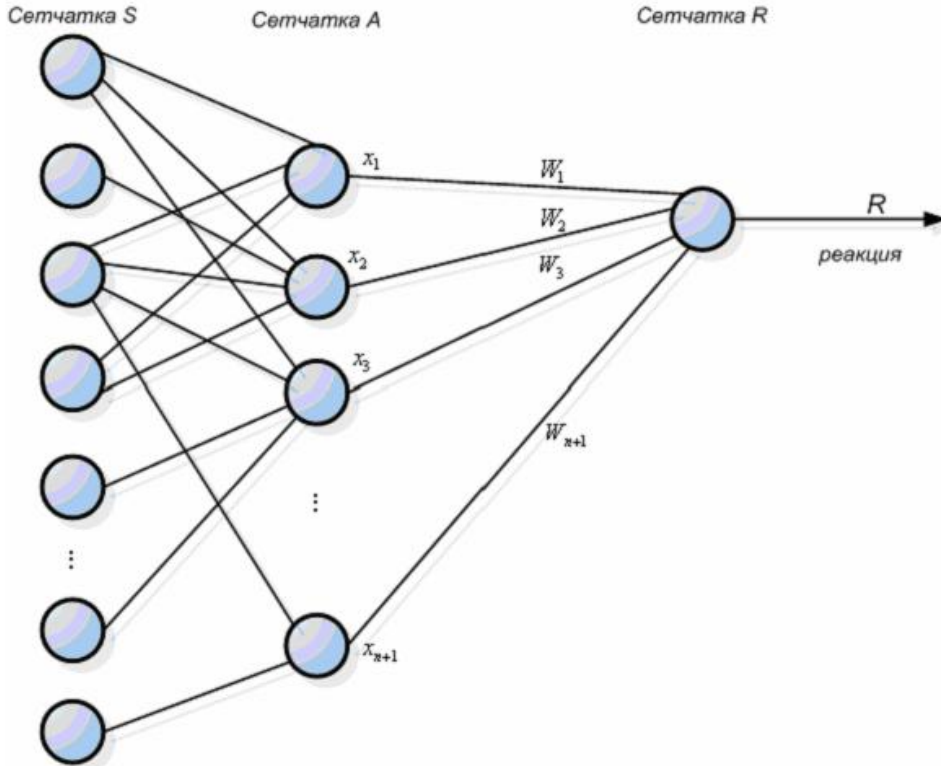 Сетчатка S
Сетчатка A
Сетчатка R
x₁
W₁
R
W₂
x₂
W₃
реакция
x₃
Wₙ₊₁
...
...
xₙ₊₁